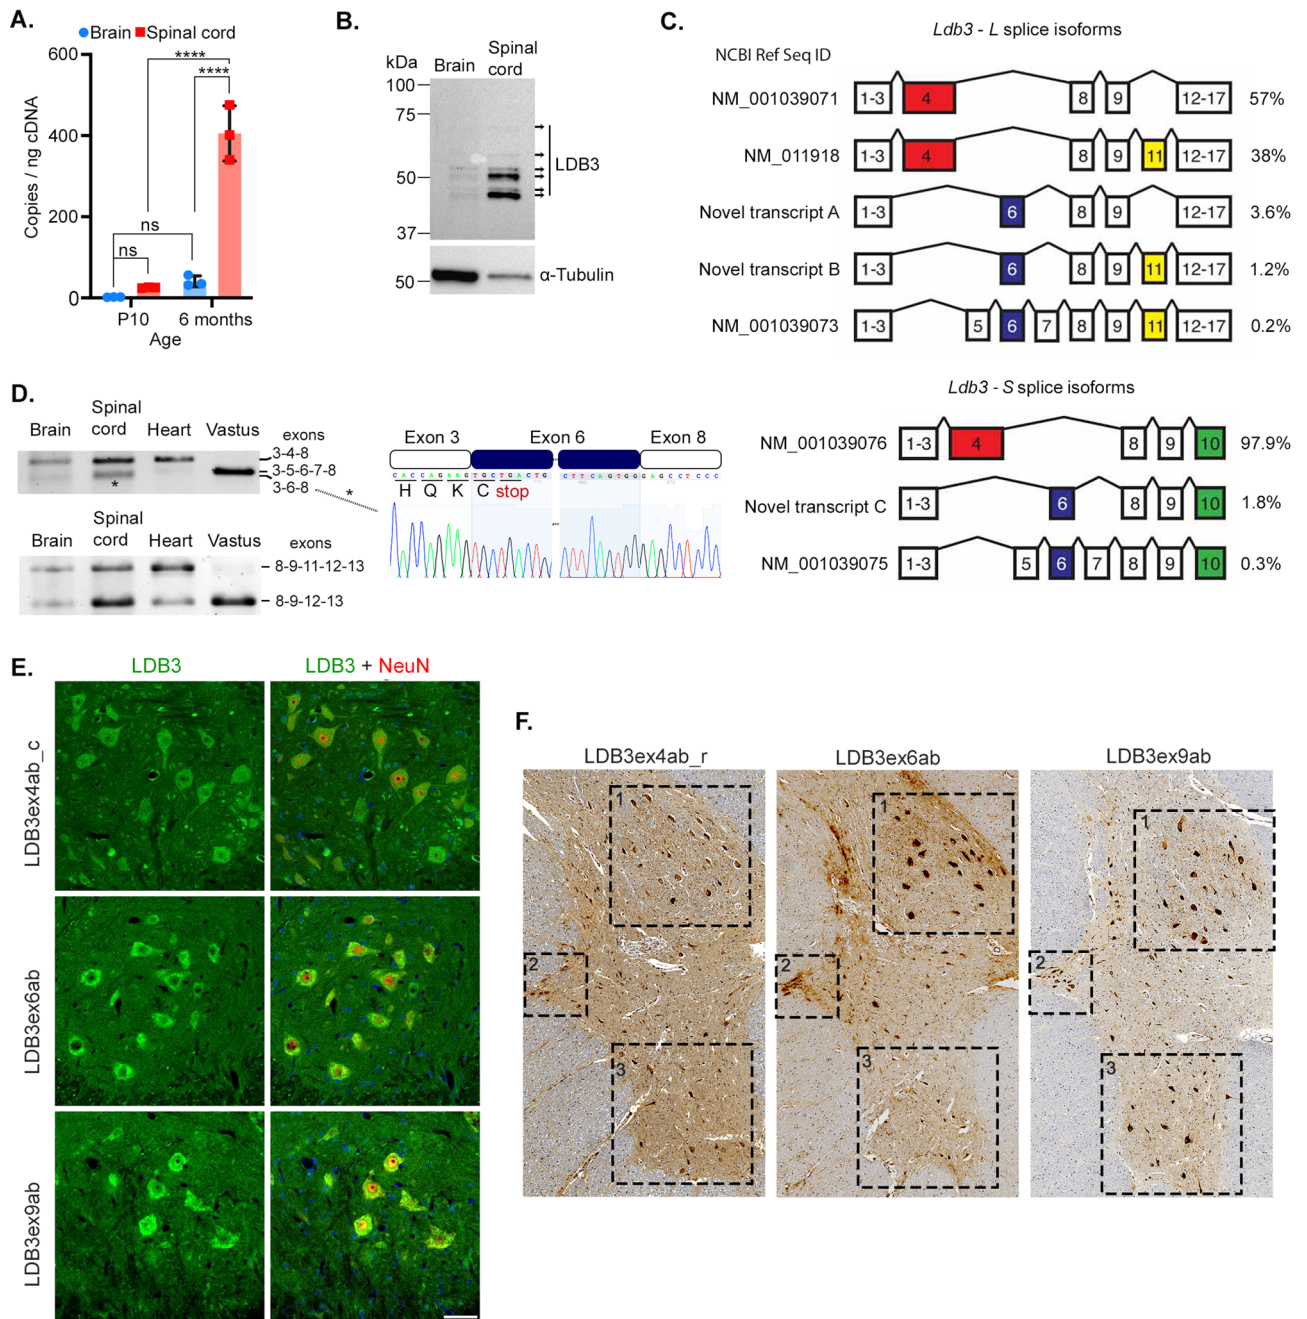 A.
Brain Spinal cord
Copies / ng cDNA
600
400
200
0
****
****
ns
ns
P10 6 months
Age
B.
kDa Brain Spinal cord
100
75
50
37
LDB3
50
α-Tubulin
C.
Ldb3 - L splice isoforms
NCBI Ref Seq ID
NM_001039071 1-3 4 8 9 12-17 57%
NM_011918 1-3 4 8 9 11 12-17 38%
Novel transcript A 1-3 6 8 9 12-17 3.6%
Novel transcript B 1-3 6 8 9 11 12-17 1.2%
NM_001039073 1-3 5 6 7 8 9 11 12-17 0.2%
Ldb3 - S splice isoforms
NM_001039076 1-3 4 8 9 10 97.9%
Novel transcript C 1-3 6 8 9 10 1.8%
NM_001039075 1-3 5 6 7 8 9 10 0.3%
D.
Brain Spinal cord Heart Vastus exons
3-4-8
3-5-6-7-8
3-6-8
*
*
Brain Spinal cord Heart Vastus exons
8-9-11-12-13
8-9-12-13
Exon 3 Exon 6 Exon 8
C A C C A G A A G T G C T G A C T G C T T C A G T G G G A G C C T C C C
H Q K C stop
E.
LDB3 LDB3 + NeuN
LDB3ex4ab_c
LDB3ex6ab
LDB3ex9ab
F.
LDB3ex4ab_r LDB3ex6ab LDB3ex9ab
1 1 1
2 2 2
3 3 3